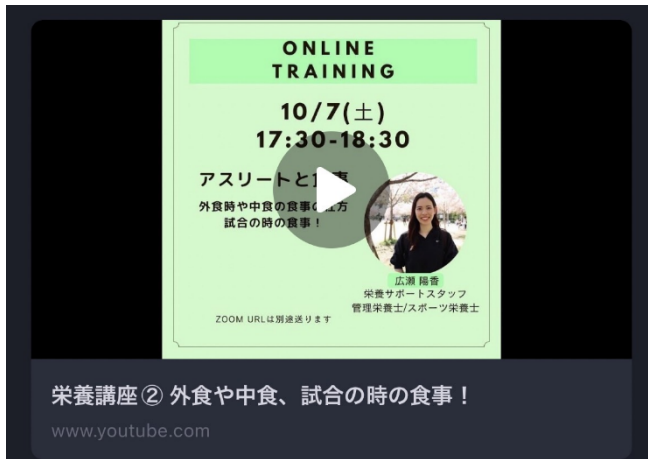 ONLINE
TRAINING
10/7(土)
17:30-18:30
アスリートと食事
外食時や中食の食事の仕方
試合の時の食事！
広瀬 陽香
栄養サポートスタッフ
管理栄養士/スポーツ栄養士
ZOOM URLは別途送ります
栄養講座② 外食や中食、試合の時の食事！
www.youtube.com